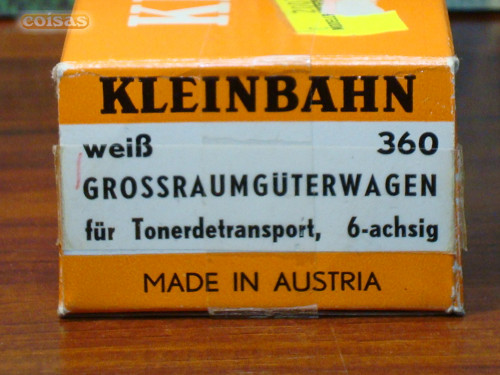 coisas
KLEINBAHN
weiß 360
GROSSRAUMGÜTERWAGEN
für Tonerdetransport, 6-achsig
MADE IN AUSTRIA